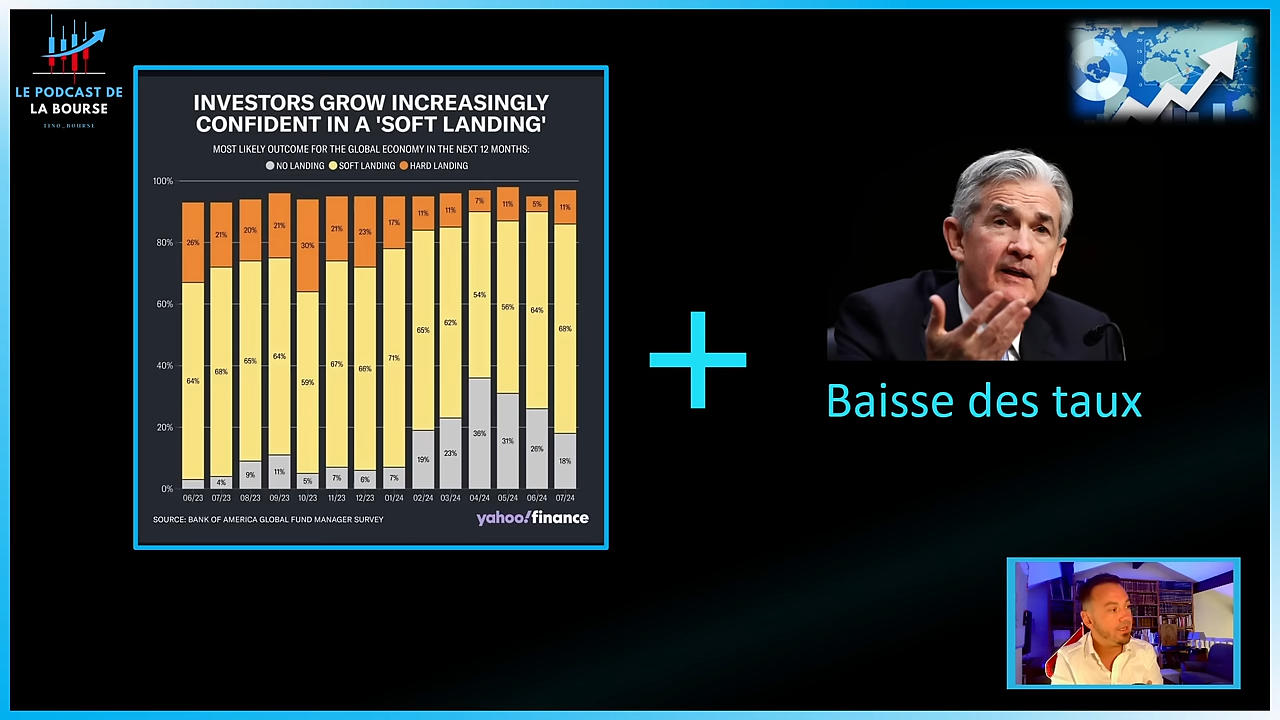 LE PODCAST DE
LA BOURSE
TINO_BOURSE
INVESTORS GROW INCREASINGLY
CONFIDENT IN A 'SOFT LANDING'
MOST LIKELY OUTCOME FOR THE GLOBAL ECONOMY IN THE NEXT 12 MONTHS:
NO LANDING SOFT LANDING HARD LANDING
100%
80%
60%
40%
20%
0%
26% 21% 20% 21% 30% 21% 23% 17% 11% 11% 7% 11% 5% 11%
64% 68% 65% 64% 59% 67% 66% 71% 65% 62% 54% 56% 64% 68%
4% 9% 11% 5% 7% 6% 7% 19% 23% 36% 31% 26% 18%
06/23 07/23 08/23 09/23 10/23 11/23 12/23 01/24 02/24 03/24 04/24 05/24 06/24 07/24
SOURCE: BANK OF AMERICA GLOBAL FUND MANAGER SURVEY
yahoo!finance
Baisse des taux